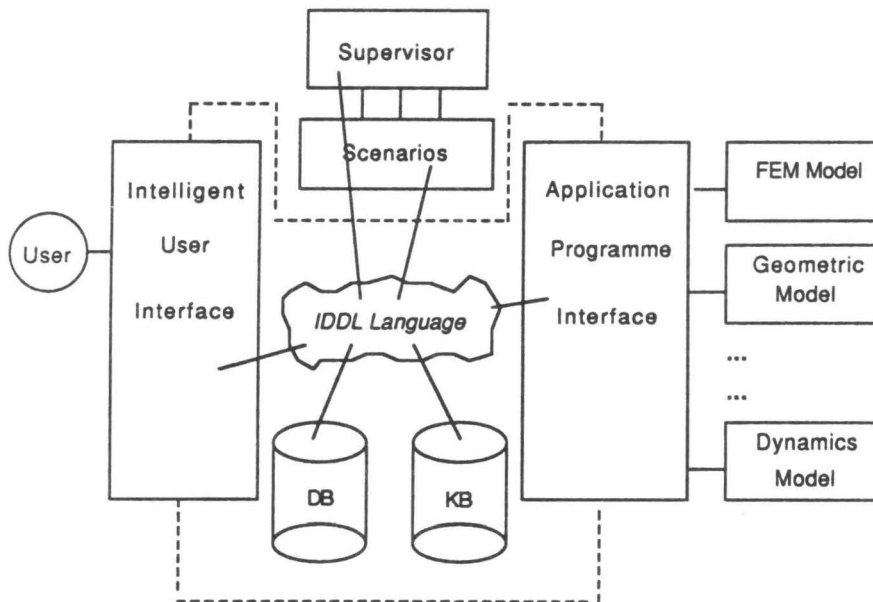 Supervisor
Scenarios
User
Intelligent
User
Interface
IDDL Language
DB
KB
Application
Programme
Interface
FEM Model
Geometric
Model
...
...
Dynamics
Model